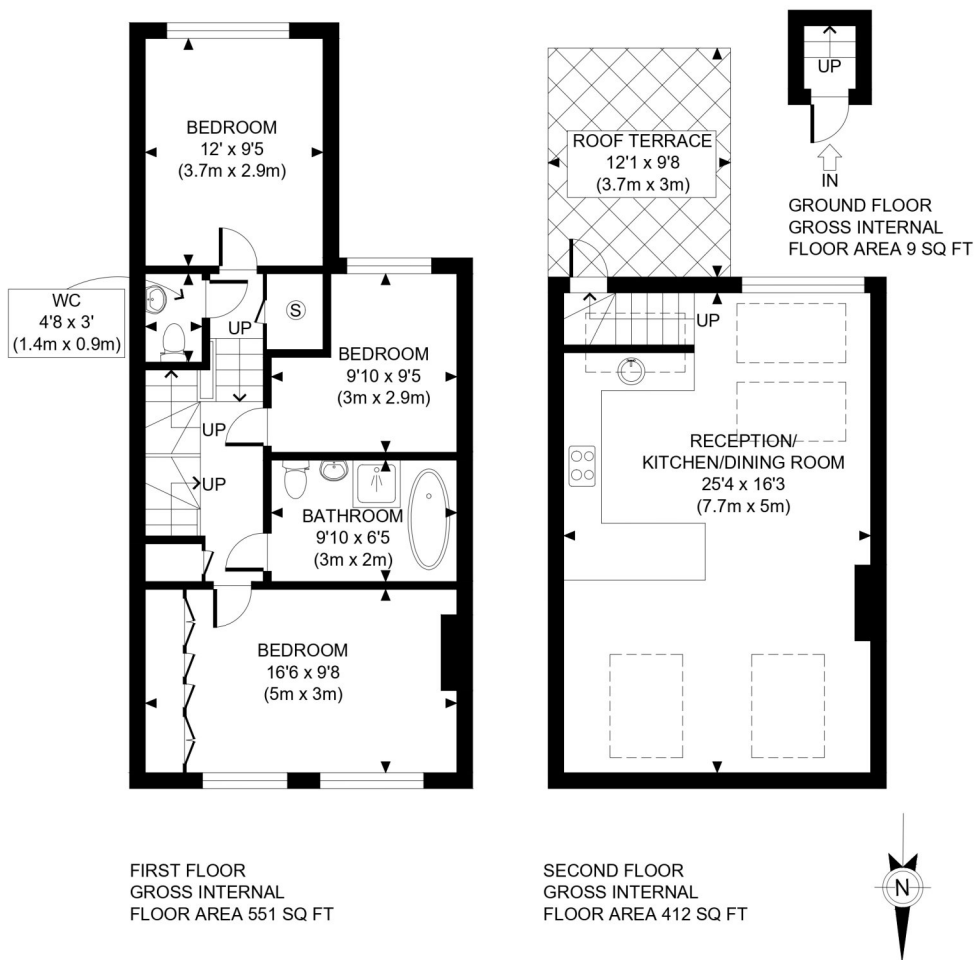 BEDROOM
12' x 9'5
(3.7m x 2.9m)
WC
4'8 x 3'
(1.4m x 0.9m)
UP
S
BEDROOM
9'10 x 9'5
(3m x 2.9m)
UP
UP
BATHROOM
9'10 x 6'5
(3m x 2m)
BEDROOM
16'6 x 9'8
(5m x 3m)
FIRST FLOOR
GROSS INTERNAL
FLOOR AREA 551 SQ FT
ROOF TERRACE
12'1 x 9'8
(3.7m x 3m)
UP
RECEPTION/
KITCHEN/DINING ROOM
25'4 x 16'3
(7.7m x 5m)
SECOND FLOOR
GROSS INTERNAL
FLOOR AREA 412 SQ FT
UP
IN
GROUND FLOOR
GROSS INTERNAL
FLOOR AREA 9 SQ FT
N